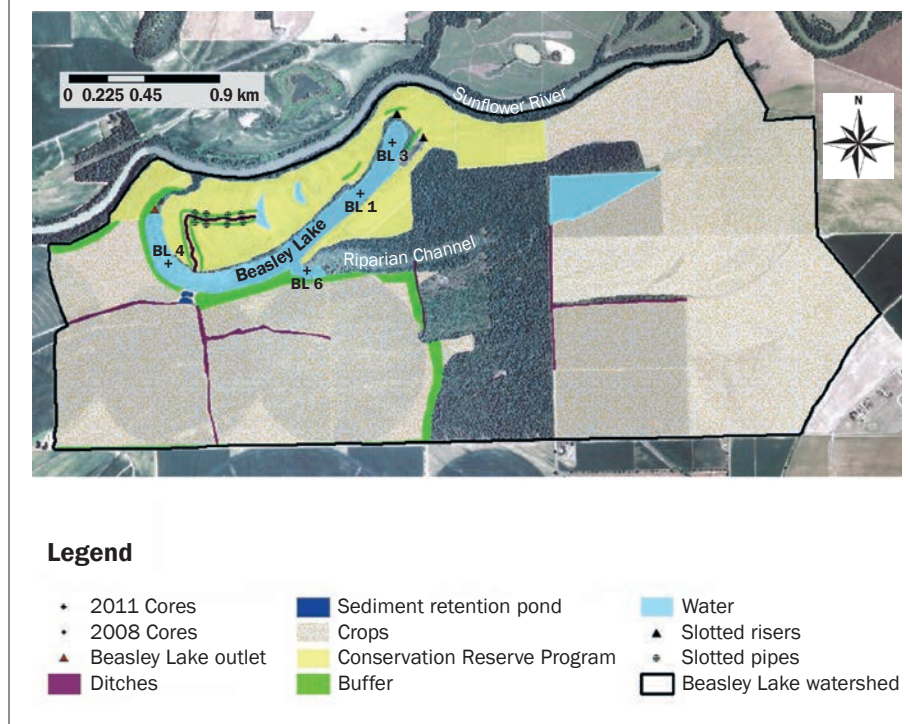 0 0.225 0.45 0.9 km
Sunflower River
N
BL 3
BL 1
BL 4
Beasley Lake
Riparian Channel
BL 6
Legend
2011 Cores
2008 Cores
Beasley Lake outlet
Ditches
Sediment retention pond
Crops
Conservation Reserve Program
Buffer
Water
Slotted risers
Slotted pipes
Beasley Lake watershed